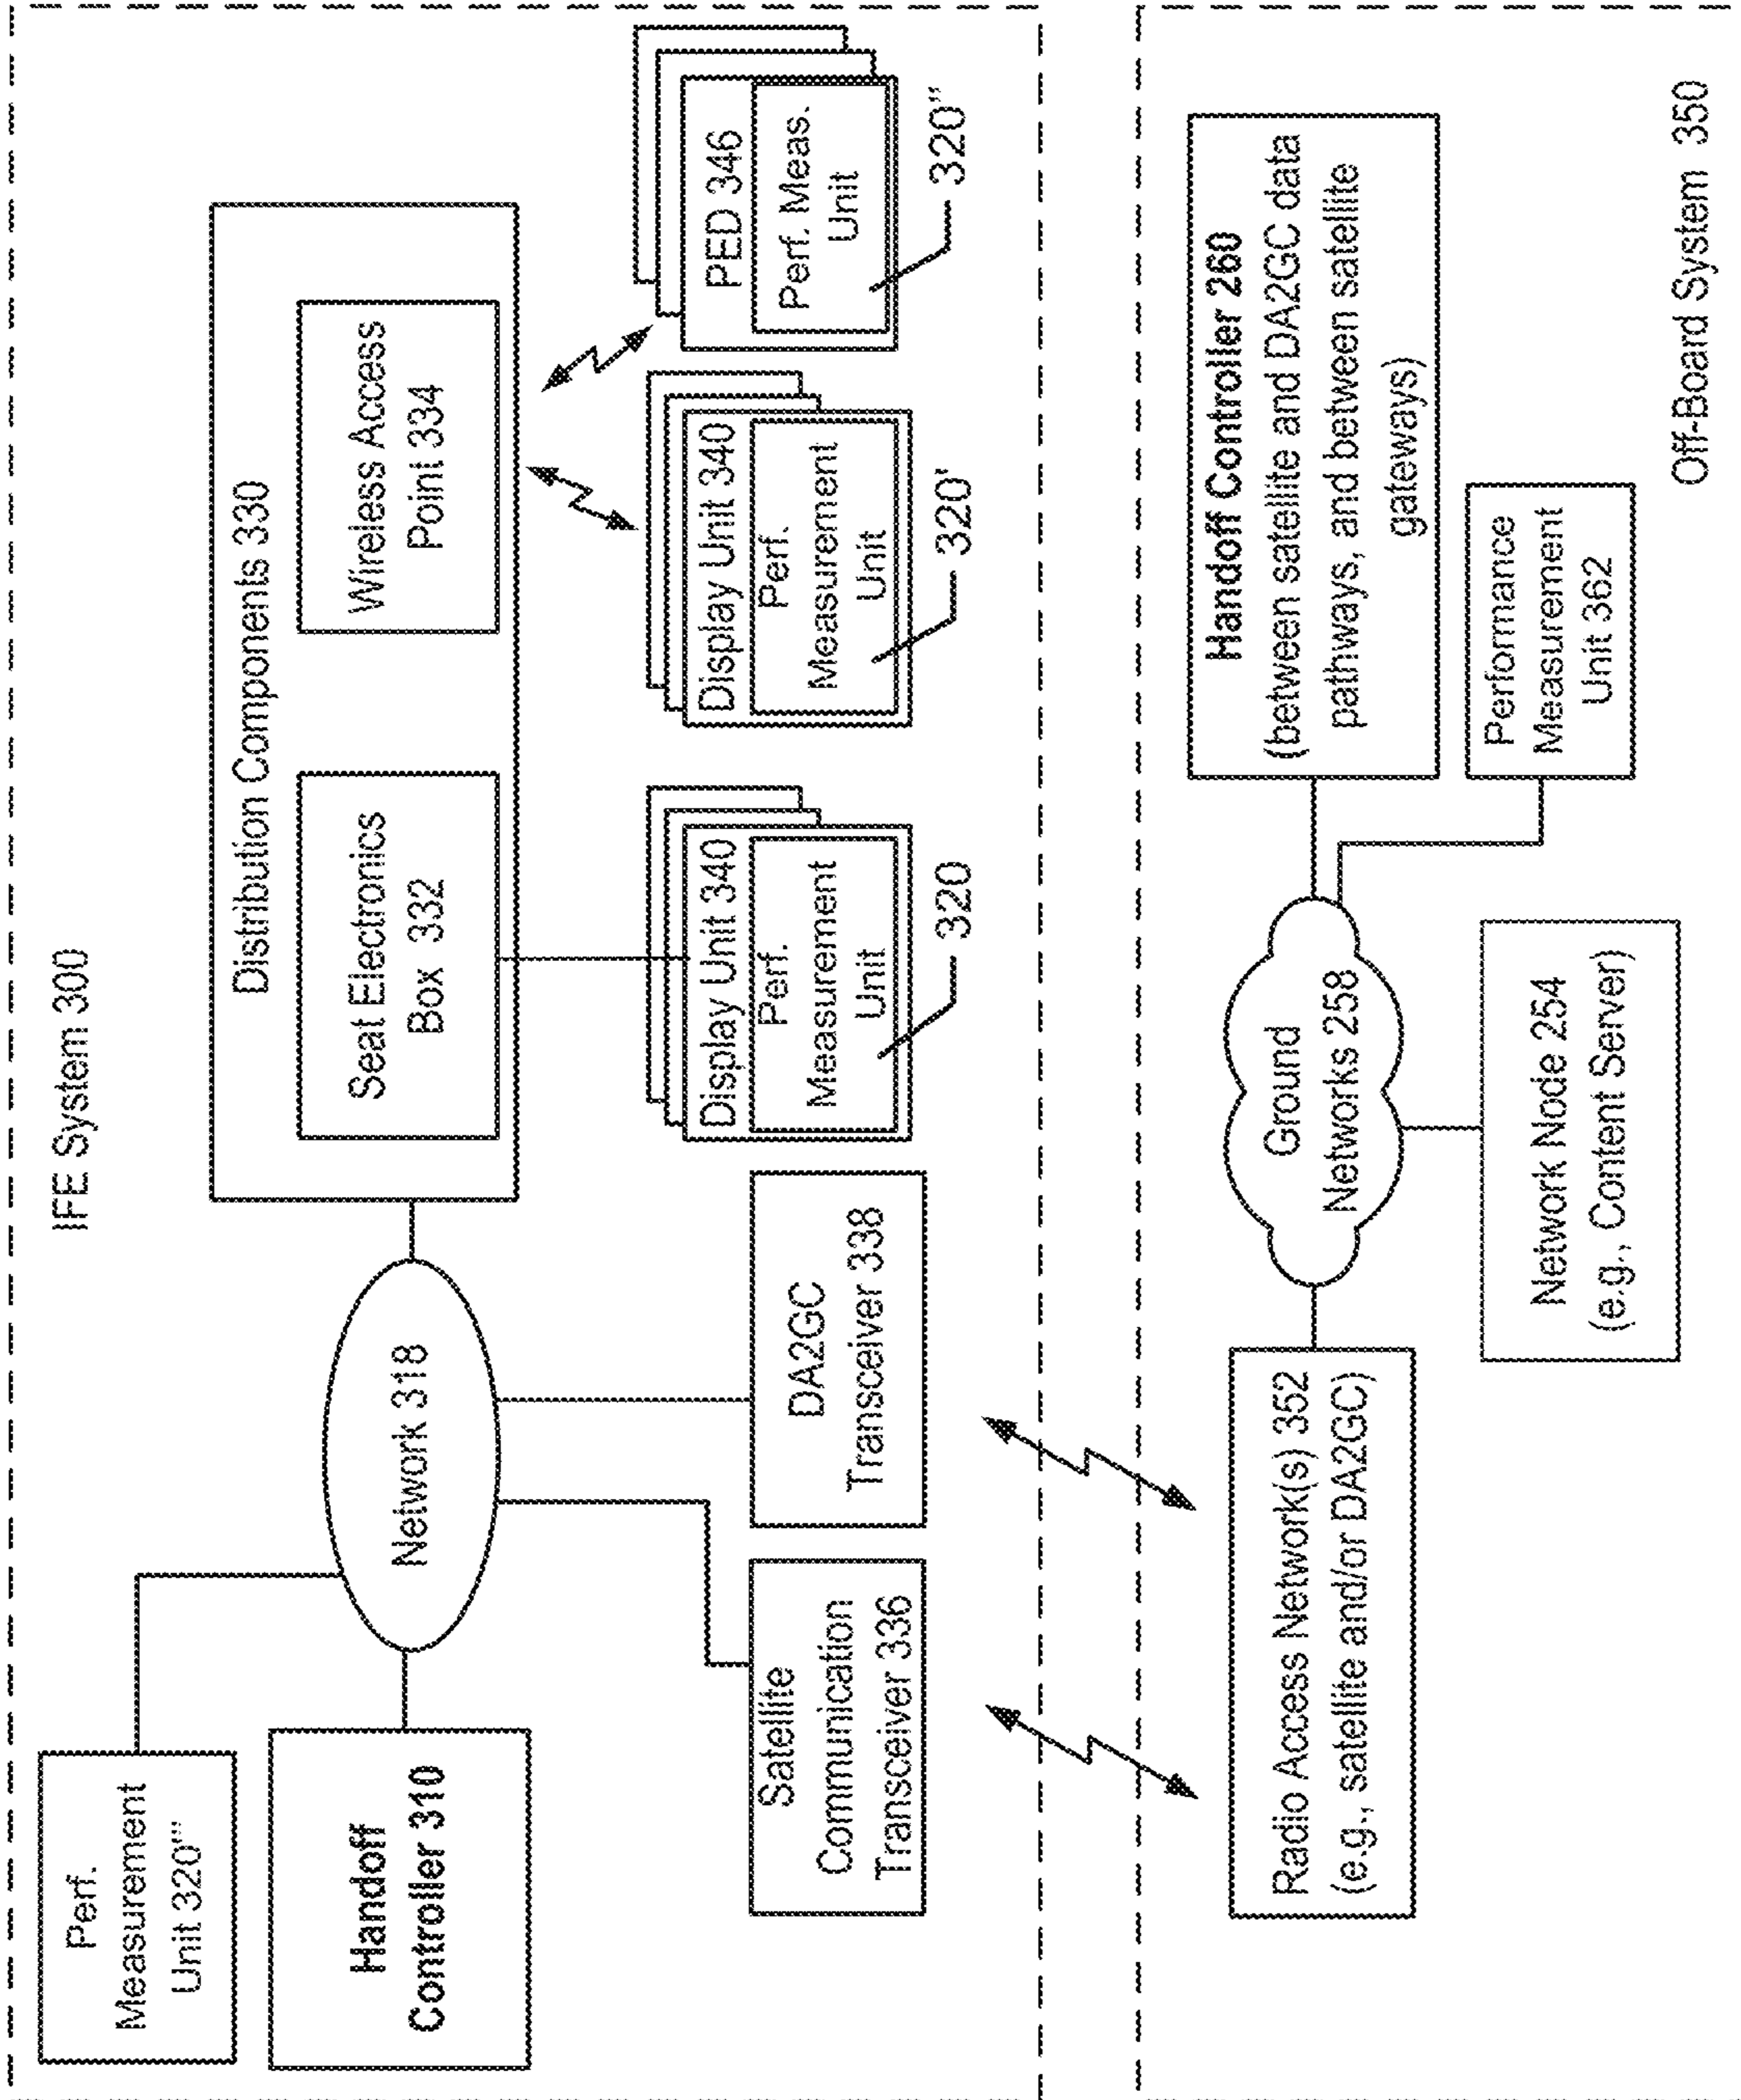 IFE System 300
Perf.
Measurement
Unit 320'''
Handoff
Controller 310
Network 318
Distribution Components 330
Seat Electronics
Box 332
Wireless Access
Point 334
Satellite
Communication
Transceiver 336
DA2GC
Transceiver 338
Display Unit 340
Perf.
Measurement
Unit
320
Display Unit 340
Perf.
Measurement
Unit
320'
PED 346
Perf. Meas.
Unit
320''
Radio Access Network(s) 352
(e.g., satellite and/or DA2GC)
Ground
Networks 258
Handoff Controller 260
(between satellite and DA2GC data
pathways, and between satellite
gateways)
Network Node 254
(e.g., Content Server)
Performance
Measurement
Unit 362
Off-Board System 350